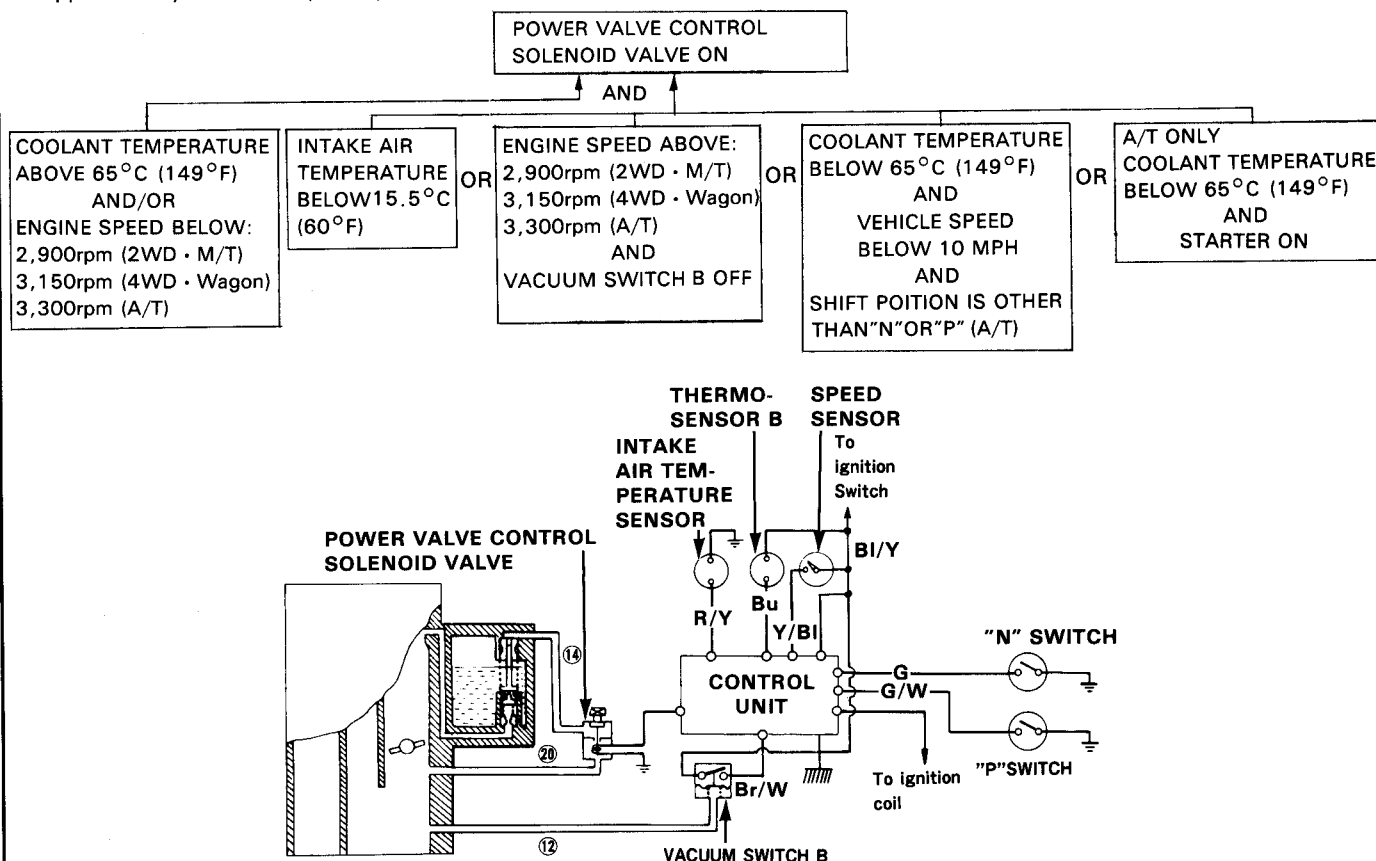 POWER VALVE CONTROL
SOLENOID VALVE ON
AND
COOLANT TEMPERATURE
ABOVE 65°C (149°F)
AND/OR
ENGINE SPEED BELOW:
2,900rpm (2WD · M/T)
3,150rpm (4WD · Wagon)
3,300rpm (A/T)
INTAKE AIR
TEMPERATURE
BELOW 15.5°C
(60°F)
OR
ENGINE SPEED ABOVE:
2,900rpm (2WD · M/T)
3,150rpm (4WD · Wagon)
3,300rpm (A/T)
AND
VACUUM SWITCH B OFF
OR
COOLANT TEMPERATURE
BELOW 65°C (149°F)
AND
VEHICLE SPEED
BELOW 10 MPH
AND
SHIFT POITION IS OTHER
THAN"N"OR"P" (A/T)
OR
A/T ONLY
COOLANT TEMPERATURE
BELOW 65°C (149°F)
AND
STARTER ON
THERMO-
SENSOR B
SPEED
SENSOR
To
ignition
Switch
INTAKE
AIR TEM-
PERATURE
SENSOR
POWER VALVE CONTROL
SOLENOID VALVE
Bl/Y
R/Y
Bu
Y/Bl
"N" SWITCH
14
CONTROL
UNIT
G
G/W
20
"P"SWITCH
To ignition
coil
Br/W
12
VACUUM SWITCH B